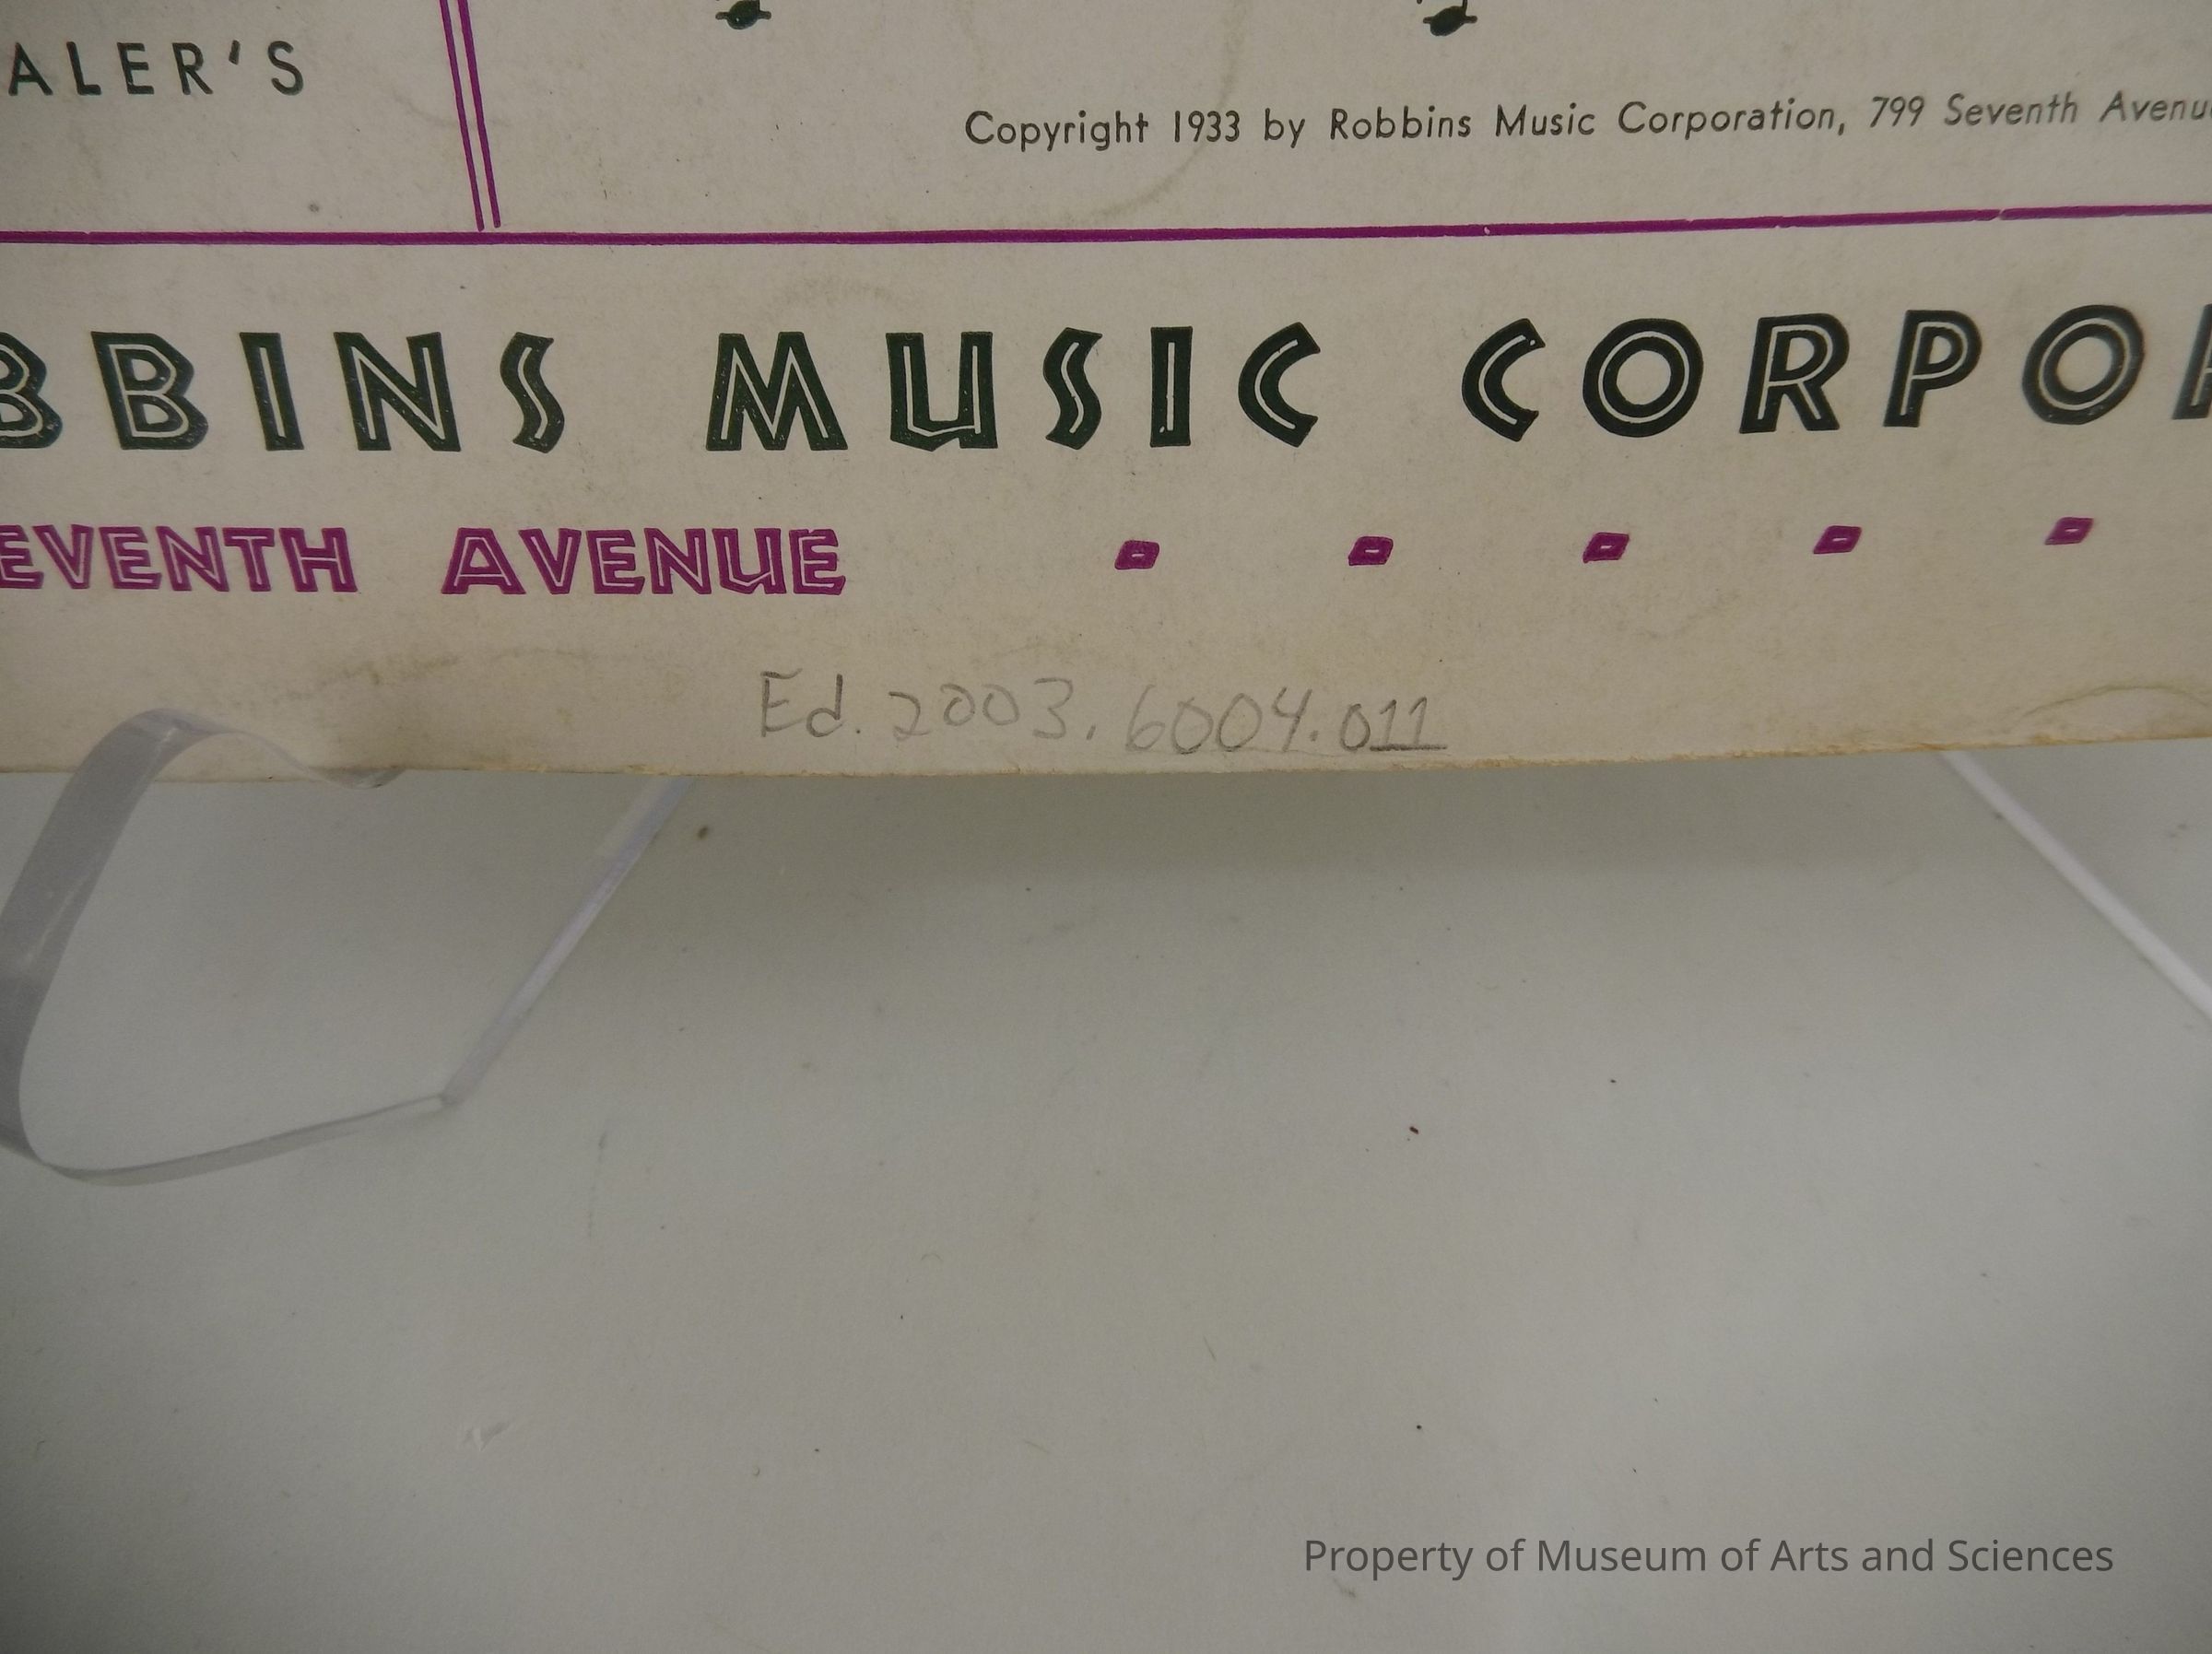 ALER'S
Copyright 1933 by Robbins Music Corporation, 799 Seventh Avenu
BBINS MUSIC CORPO
EVENTH AVENUE - - - - -
Ed. 2003.6004.011
Property of Museum of Arts and Sciences